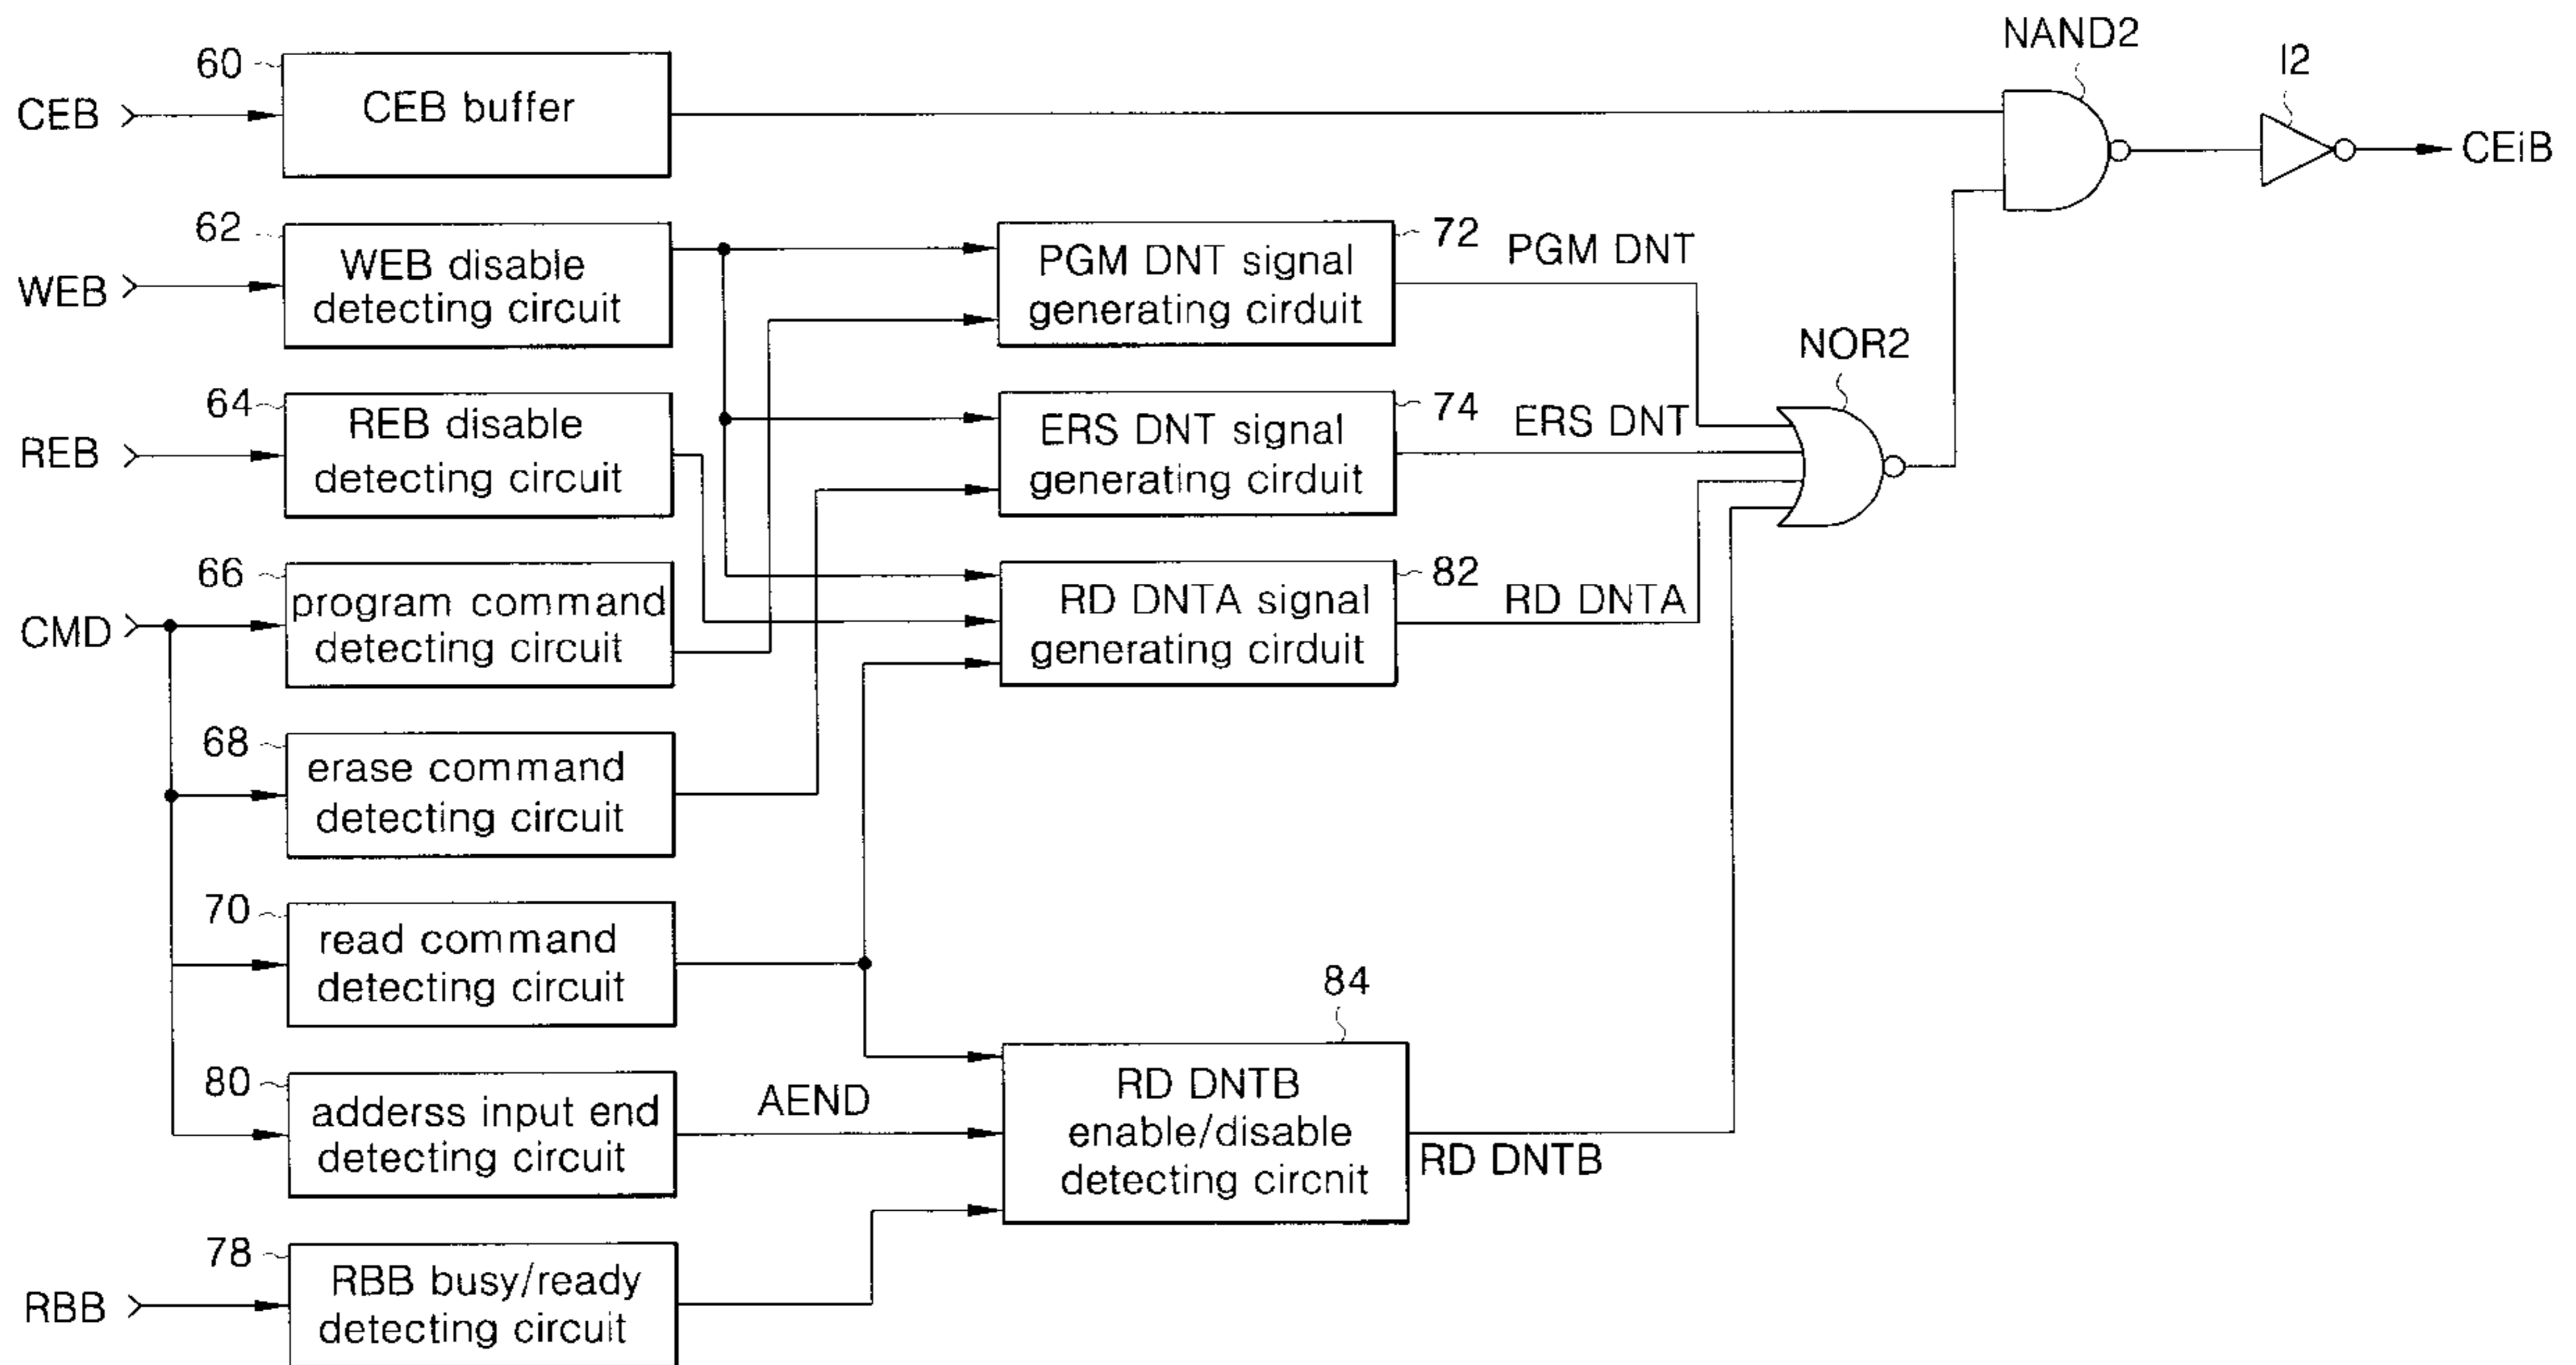 NAND2
I2
60
CEB
CEB buffer
CEiB
62
WEB
WEB disable
detecting circuit
PGM DNT signal
generating cirduit
72
PGM DNT
NOR2
64
REB
REB disable
detecting circuit
ERS DNT signal
generating cirduit
74
ERS DNT
66
CMD
program command
detecting circuit
RD DNTA signal
generating cirduit
82
RD DNTA
68
erase command
detecting circuit
70
read command
detecting circuit
84
80
adderss input end
detecting circuit
AEND
RD DNTB
enable/disable
detecting circnit
RD DNTB
78
RBB
RBB busy/ready
detecting circuit